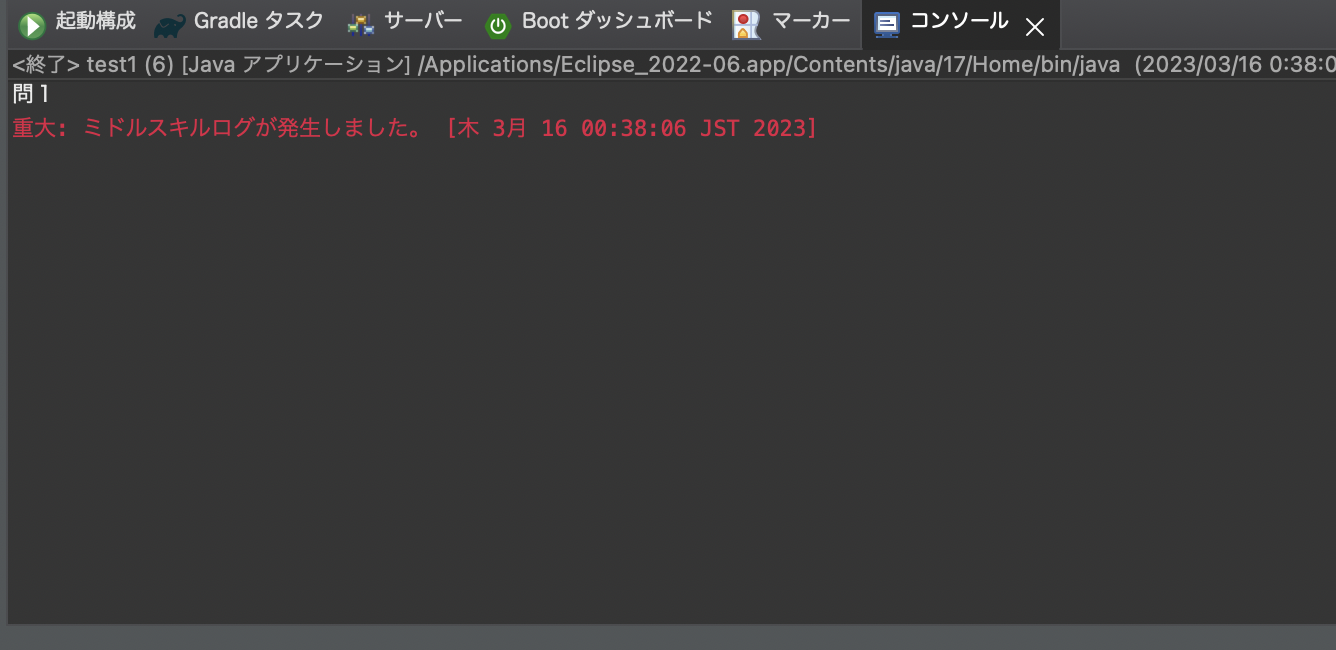 起動構成 Gradle タスク サーバー Boot ダッシュボード マーカー コンソール
<終了> test1 (6) [Java アプリケーション] /Applications/Eclipse_2022-06.app/Contents/java/17/Home/bin/java (2023/03/16 0:38:0
問１
重大: ミドルスキルログが発生しました。 [木 3月 16 00:38:06 JST 2023]